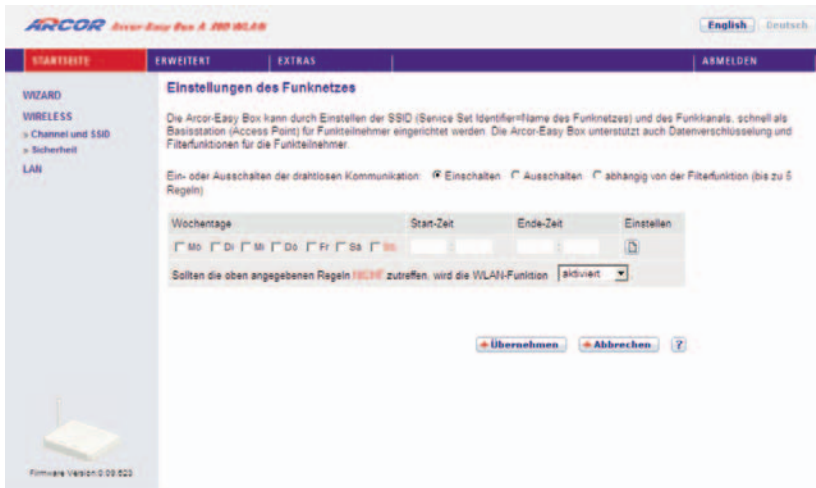 ARCOR Arcor-Easy Box A 800 WLAN
English Deutsch
STARTSEITE ERWEITERT EXTRAS ABMELDEN
WIZARD
WIRELESS
» Channel und SSID
» Sicherheit
LAN
Einstellungen des Funknetzes
Die Arcor-Easy Box kann durch Einstellen der SSID (Service Set Identifier=Name des Funknetzes) und des Funkkanals, schnell als
Basisstation (Access Point) für Funkteilnehmer eingerichtet werden. Die Arcor-Easy Box unterstützt auch Datenverschlüsselung und
Filterfunktionen für die Funkteilnehmer.
Ein- oder Ausschalten der drahtlosen Kommunikation: Einschalten Ausschalten abhängig von der Filterfunktion (bis zu 5
Regeln)
Wochentage Start-Zeit Ende-Zeit Einstellen
Mo Di Mi Do Fr Sa So
: :
Sollten die oben angegebenen Regeln NICHT zutreffen, wird die WLAN-Funktion aktiviert
Übernehmen Abbrechen ?
Firmware Version:0.09.623